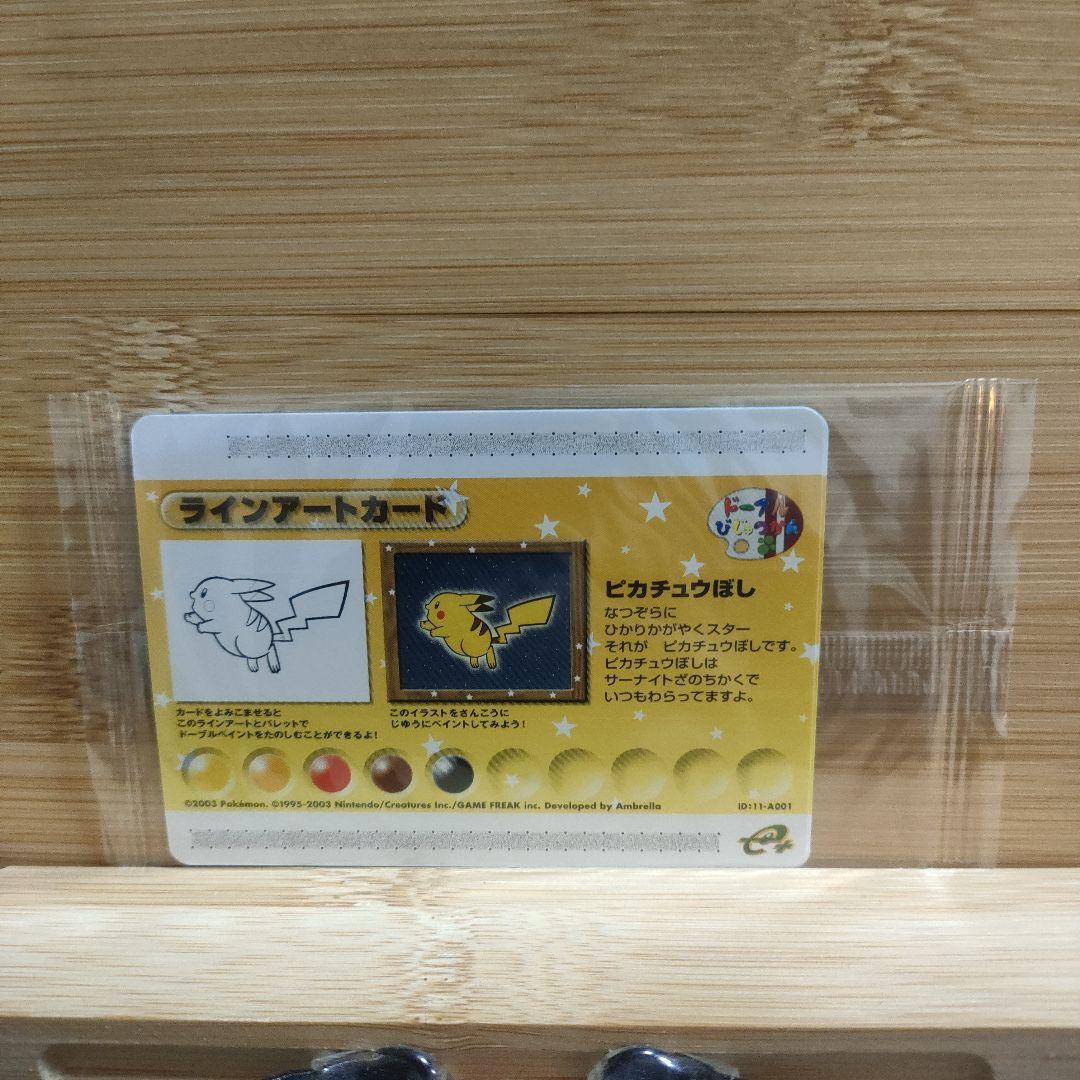 ラインアートカード
ドーブル
びじゅつかん
ピカチュウぼし
なつぞらに
ひかりかがやくスター
それが ピカチュウぼしです。
ピカチュウぼしは
サーナイトざのちかくで
いつもわらってますよ。
カードをよみこませると
このラインアートとパレットで
ドーブルペイントをたのしむことができるよ!
このイラストをさんこうに
じゆうにペイントしてみよう!
©2003 Pokémon. ©1995-2003 Nintendo/Creatures Inc./GAME FREAK inc. Developed by Ambrella
ID:11-A001
e+